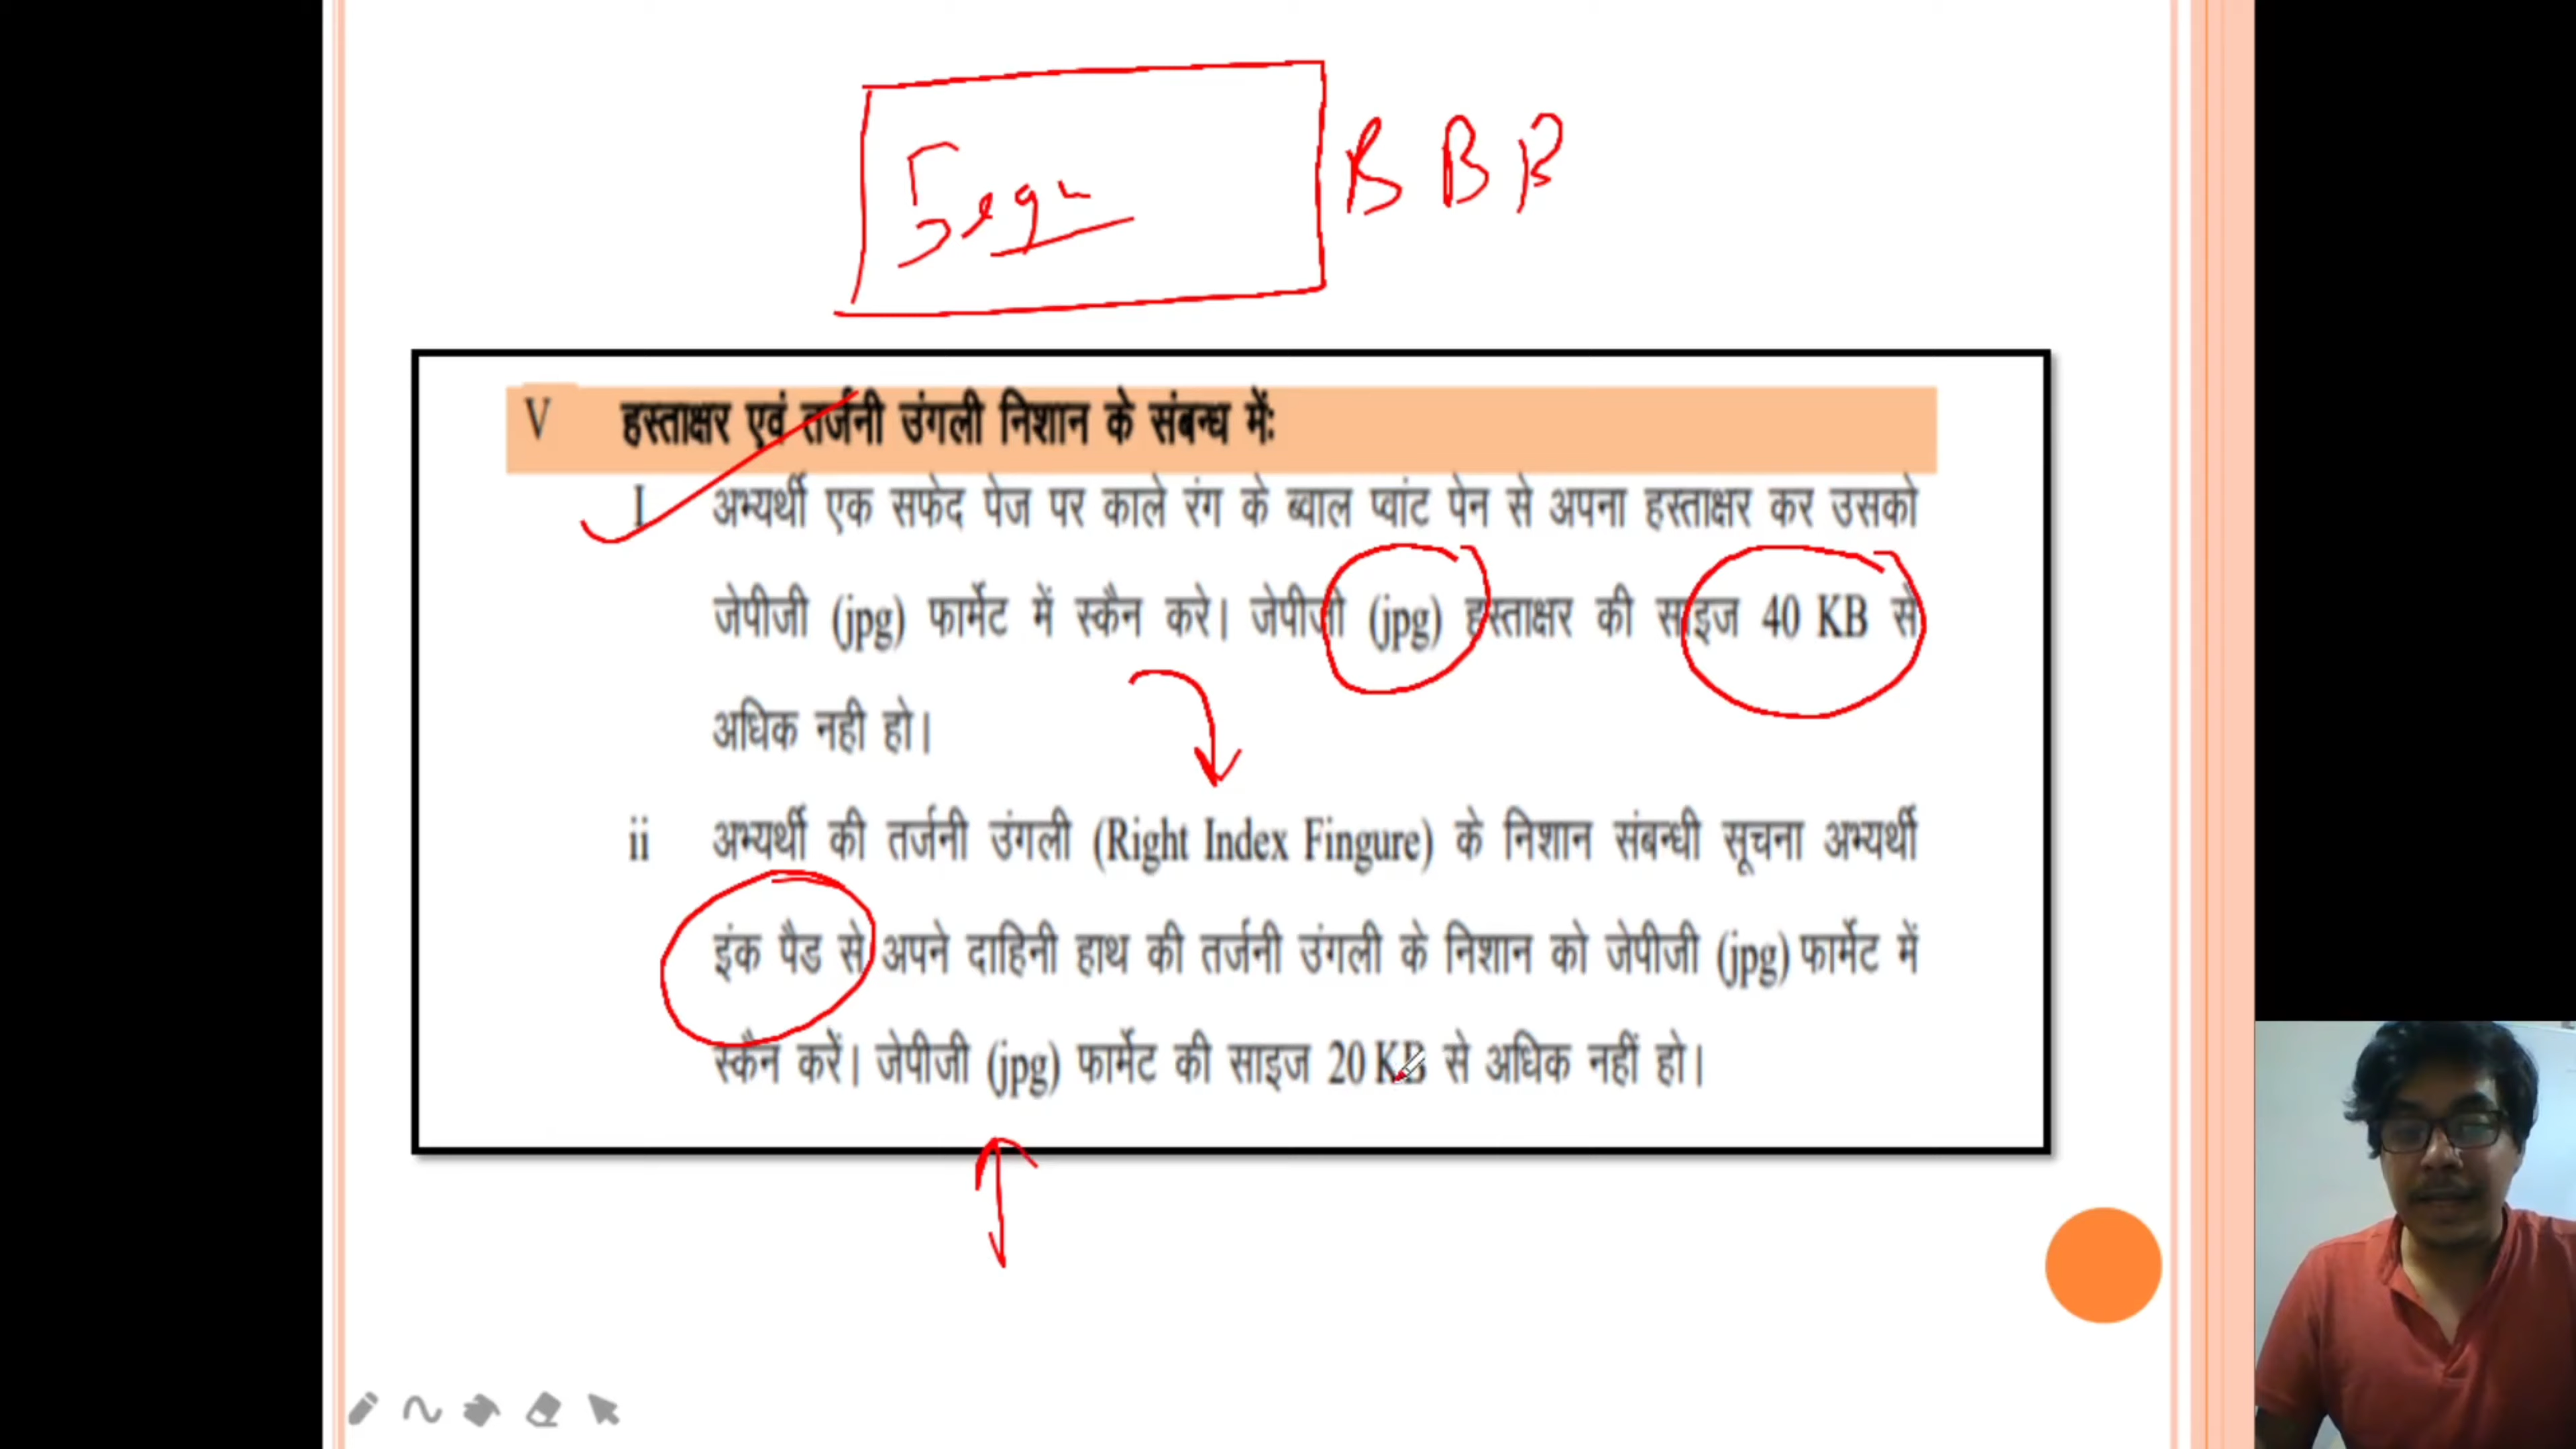 B B B
V हस्ताक्षर एवं तर्जनी उंगली निशान के संबन्ध में:
I अभ्यर्थी एक सफेद पेज पर काले रंग के ब्वाल प्वांट पेन से अपना हस्ताक्षर कर उसको
जेपीजी (jpg) फार्मेट में स्कैन करे। जेपीजी (jpg) हस्ताक्षर की साइज 40 KB से
अधिक नही हो।
ii अभ्यर्थी की तर्जनी उंगली (Right Index Fingure) के निशान संबन्धी सूचना अभ्यर्थी
इंक पैड से अपने दाहिनी हाथ की तर्जनी उंगली के निशान को जेपीजी (jpg) फार्मेट में
स्कैन करें। जेपीजी (jpg) फार्मेट की साइज 20 KB से अधिक नहीं हो।